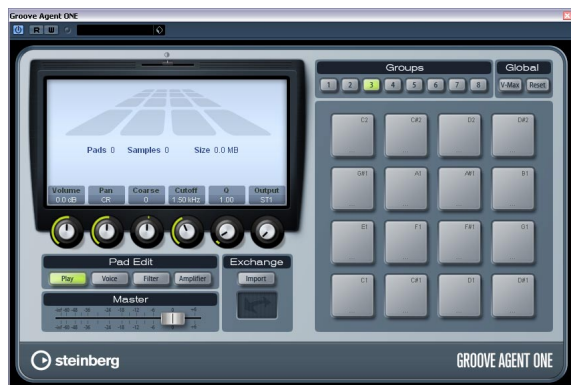 Groove Agent ONE
R W
Groups
1 2 3 4 5 6 7 8
Global
V-Max Reset
Pads 0 Samples 0 Size 0.0 MB
Volume Pan Coarse Cutoff Q Output
0.0 dB CR 0 1.50 kHz 1.00 ST1
C2 C#2 D2 D#2
G#1 A1 A#1 B1
E1 F1 F#1 G1
C1 C#1 D1 D#1
Pad Edit
Play Voice Filter Amplifier
Exchange
Import
Master
steinberg
GROOVE AGENT ONE